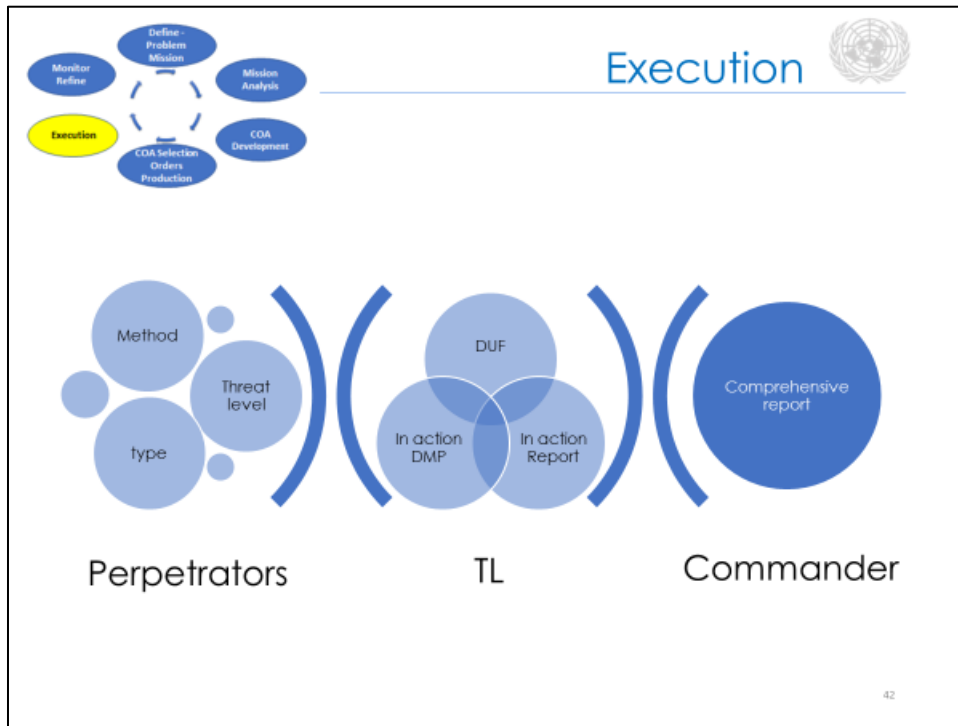 Define -
Problem
Mission
Monitor
Refine
Mission
Analysis
Execution
COA
Development
COA Selection
Orders
Production
Execution
Method
Threat
level
type
DUF
In action
DMP
In action
Report
Comprehensive
report
Perpetrators
TL
Commander
42